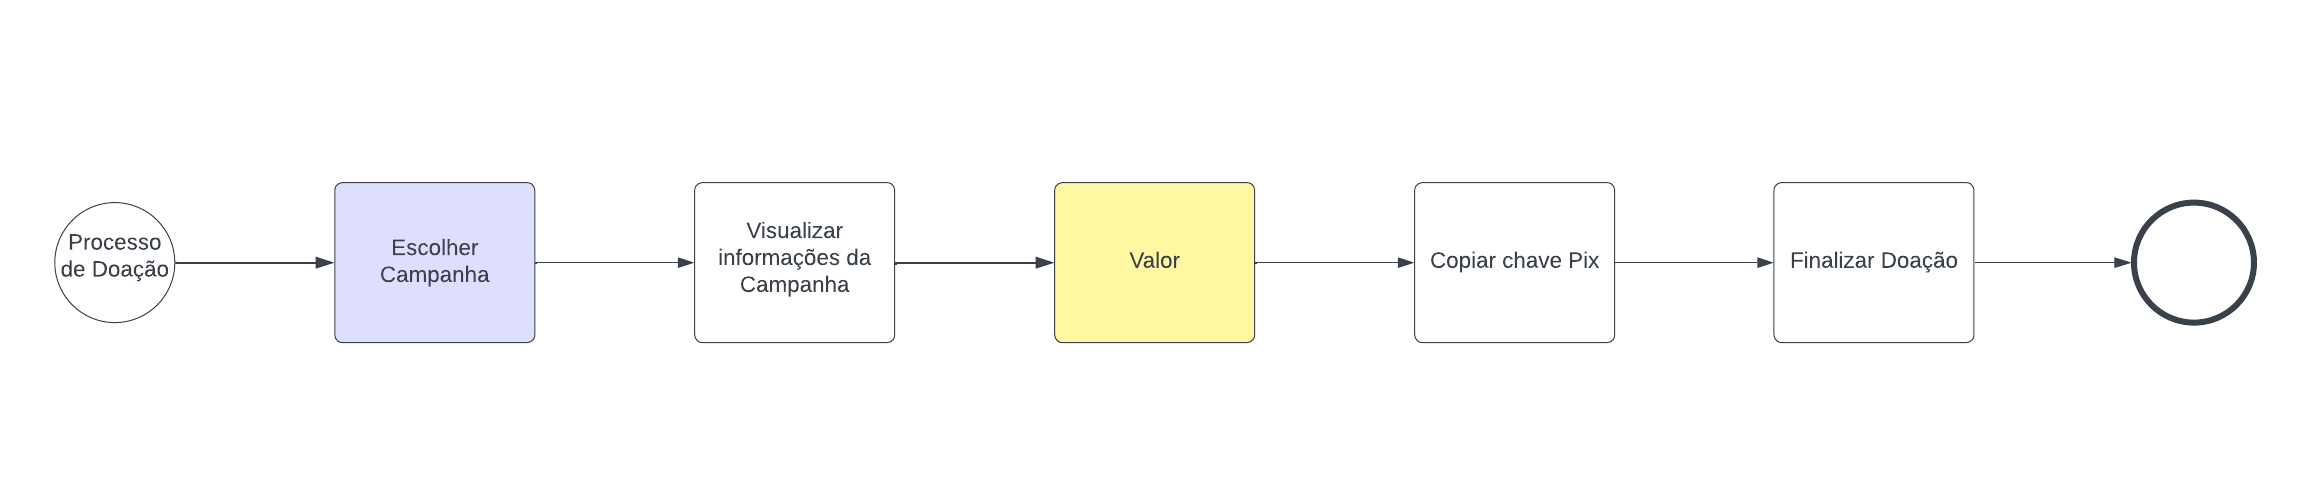 Processo
de Doação
Escolher
Campanha
Visualizar
informações da
Campanha
Valor
Copiar chave Pix
Finalizar Doação